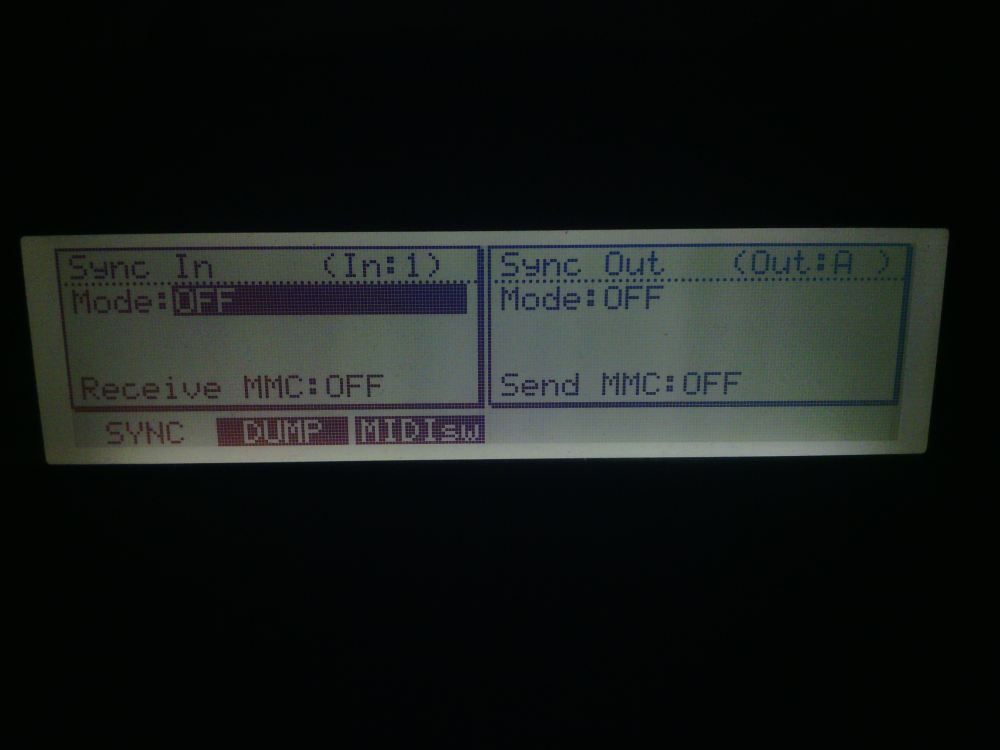 Sync In (In:1)
Mode:OFF
Receive MMC:OFF
Sync Out (Out:A )
Mode:OFF
Send MMC:OFF
SYNC DUMP MIDIsw